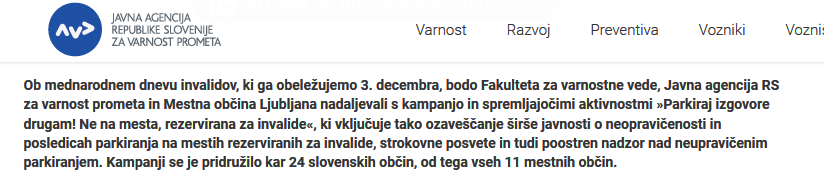 JAVNA AGENCIJA
REPUBLIKE SLOVENIJE
ZA VARNOST PROMETA
Varnost Razvoj Preventiva Vozniki Vozniš
Ob mednarodnem dnevu invalidov, ki ga obeležujemo 3. decembra, bodo Fakulteta za varnostne vede, Javna agencija RS
za varnost prometa in Mestna občina Ljubljana nadaljevali s kampanjo in spremljajočimi aktivnostmi »Parkiraj izgovore
drugam! Ne na mesta, rezervirana za invalide«, ki vključuje tako ozaveščanje širše javnosti o neopravičenosti in
posledicah parkiranja na mestih rezerviranih za invalide, strokovne posvete in tudi poostren nadzor nad neupravičenim
parkiranjem. Kampanji se je pridružilo kar 24 slovenskih občin, od tega vseh 11 mestnih občin.